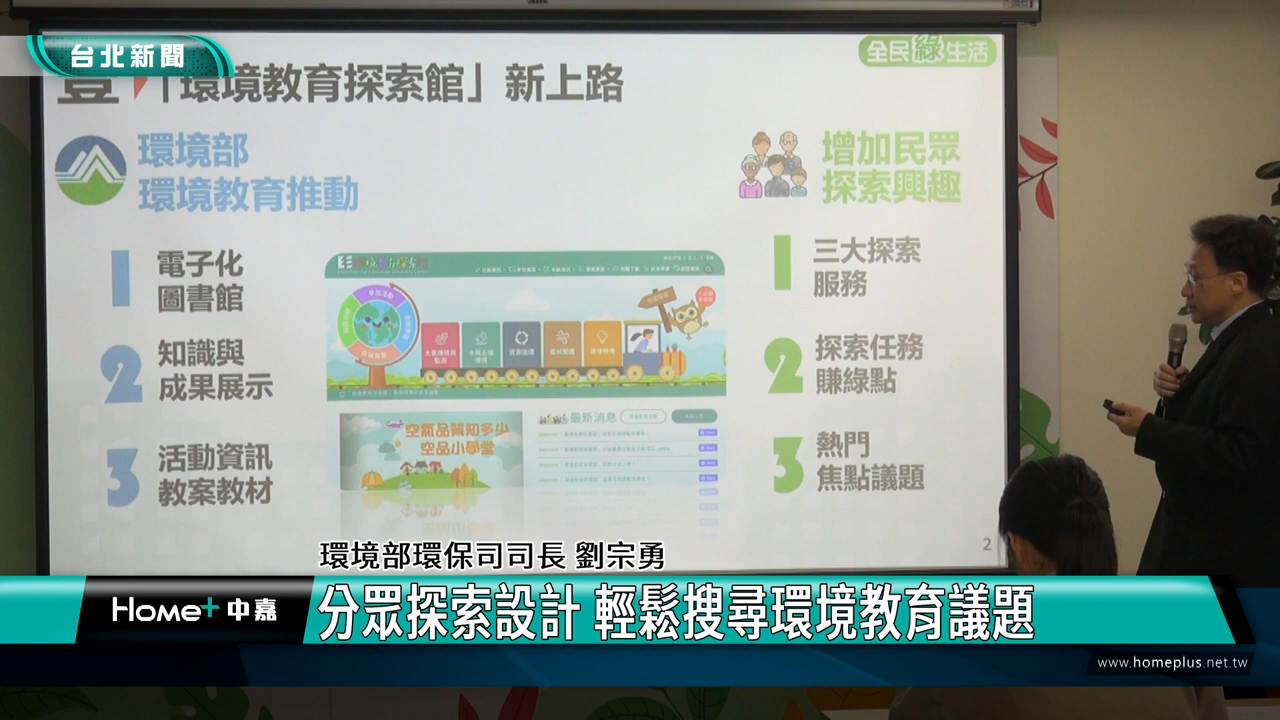 台北新聞
全民綠生活
「環境教育探索館」新上路
環境部
環境教育推動
1 電子化
圖書館
2 知識與
成果展示
3 活動資訊
教案教材
增加民眾
探索興趣
1 三大探索
服務
2 探索任務
賺綠點
3 熱門
焦點議題
最新消息
空氣品質知多少
空品小學堂
2
環境部環保司司長 劉宗勇
Home+ 中嘉
分眾探索設計 輕鬆搜尋環境教育議題
www.homeplus.net.tw